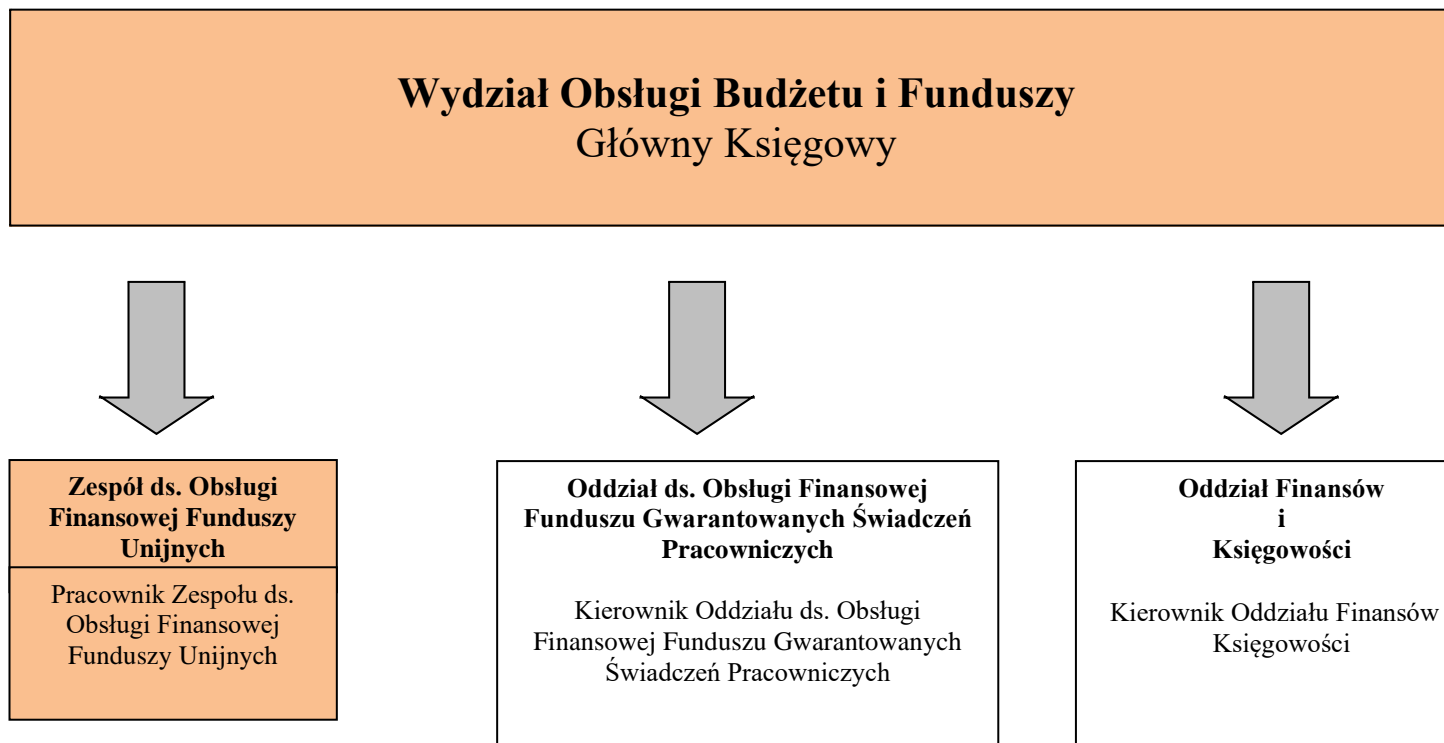 Wydział Obsługi Budżetu i Funduszy
Główny Księgowy
Zespół ds. Obsługi
Finansowej Funduszy
Unijnych
Pracownik Zespołu ds.
Obsługi Finansowej
Funduszy Unijnych
Oddział ds. Obsługi Finansowej
Funduszu Gwarantowanych Świadczeń
Pracowniczych
Kierownik Oddziału ds. Obsługi
Finansowej Funduszu Gwarantowanych
Świadczeń Pracowniczych
Oddział Finansów
i
Księgowości
Kierownik Oddziału Finansów
Księgowości